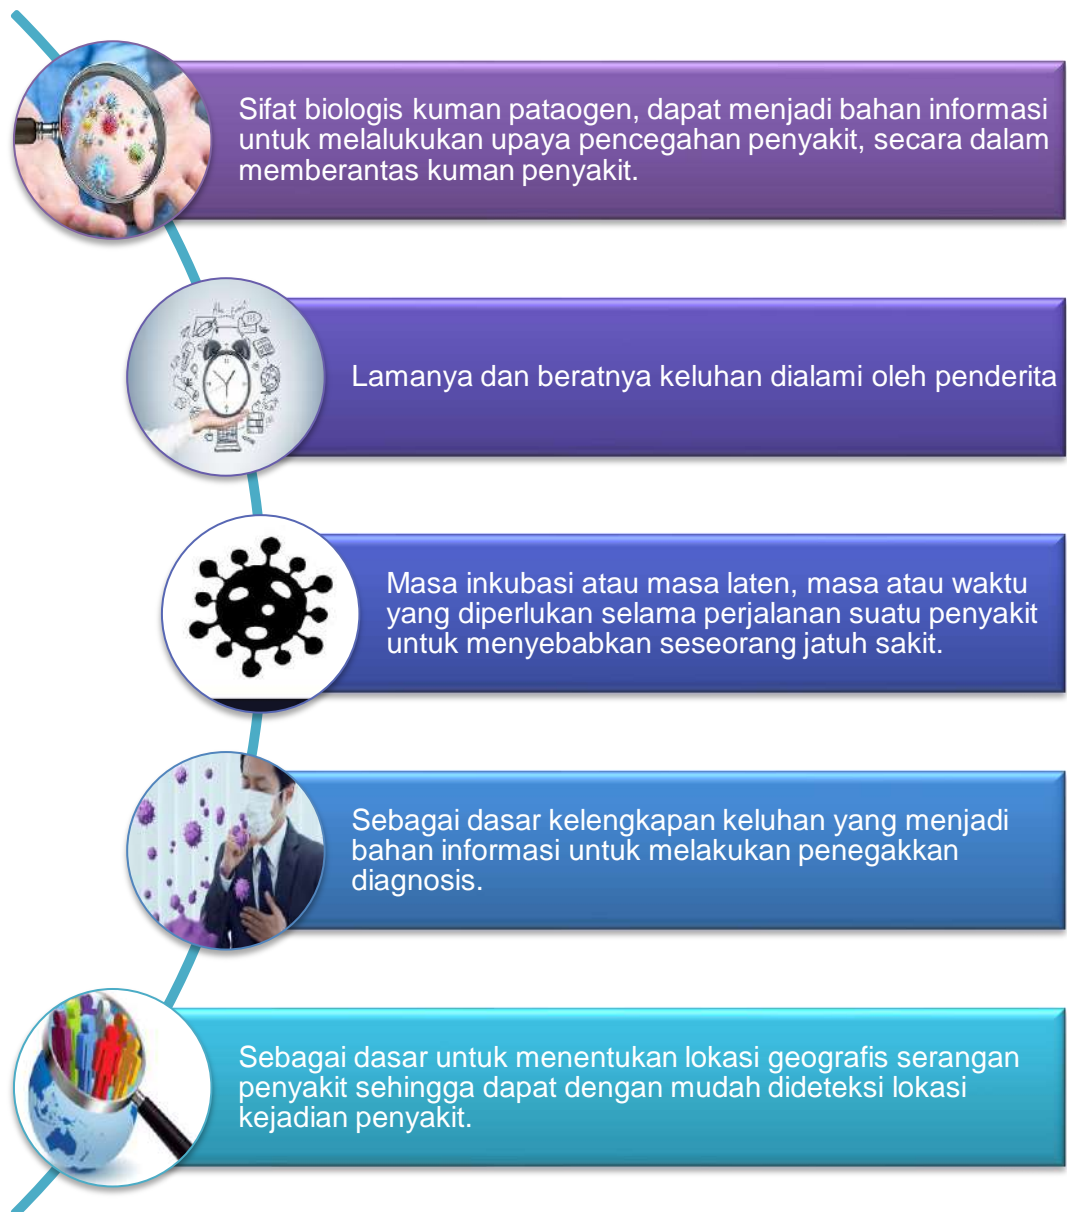 Sifat biologis kuman pataogen, dapat menjadi bahan informasi
untuk melalukukan upaya pencegahan penyakit, secara dalam
memberantas kuman penyakit.
Lamanya dan beratnya keluhan dialami oleh penderita
Masa inkubasi atau masa laten, masa atau waktu
yang diperlukan selama perjalanan suatu penyakit
untuk menyebabkan seseorang jatuh sakit.
Sebagai dasar kelengkapan keluhan yang menjadi
bahan informasi untuk melakukan penegakkan
diagnosis.
Sebagai dasar untuk menentukan lokasi geografis serangan
penyakit sehingga dapat dengan mudah dideteksi lokasi
kejadian penyakit.